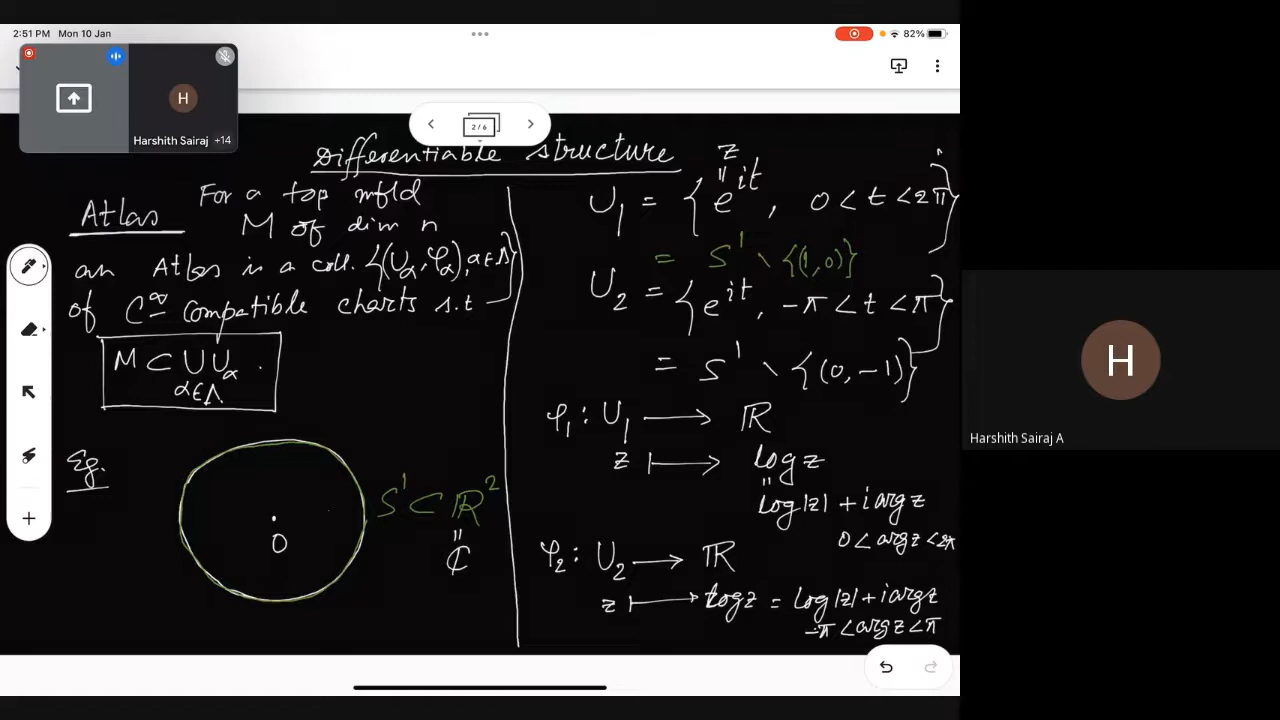 2:51 PM Mon 10 Jan
82%
H
Harshith Sairaj +14
2 / 6
Differentiable structure
Atlas For a top mfld
M of dim n
an Atlas is a coll. {(Uα, φα), α∈Λ}
of C^∞ compatible charts s.t
M ⊂ ∪ Uα .
α∈Λ
Eg.
0
S¹ ⊂ ℝ²
||
ℂ
z
||
U₁ = { e^{it} , 0 < t < 2π }
= S¹ \ {(1,0)}
U₂ = { e^{it} , -π < t < π }
= S¹ \ {(0,-1)}
φ₁ : U₁ ⟶ ℝ
z ⟼ log z
||
log|z| + i arg z
0 < arg z < 2π
φ₂ : U₂ ⟶ ℝ
z ⟼ Log z = log|z| + i arg z
-π < arg z < π
H
Harshith Sairaj A